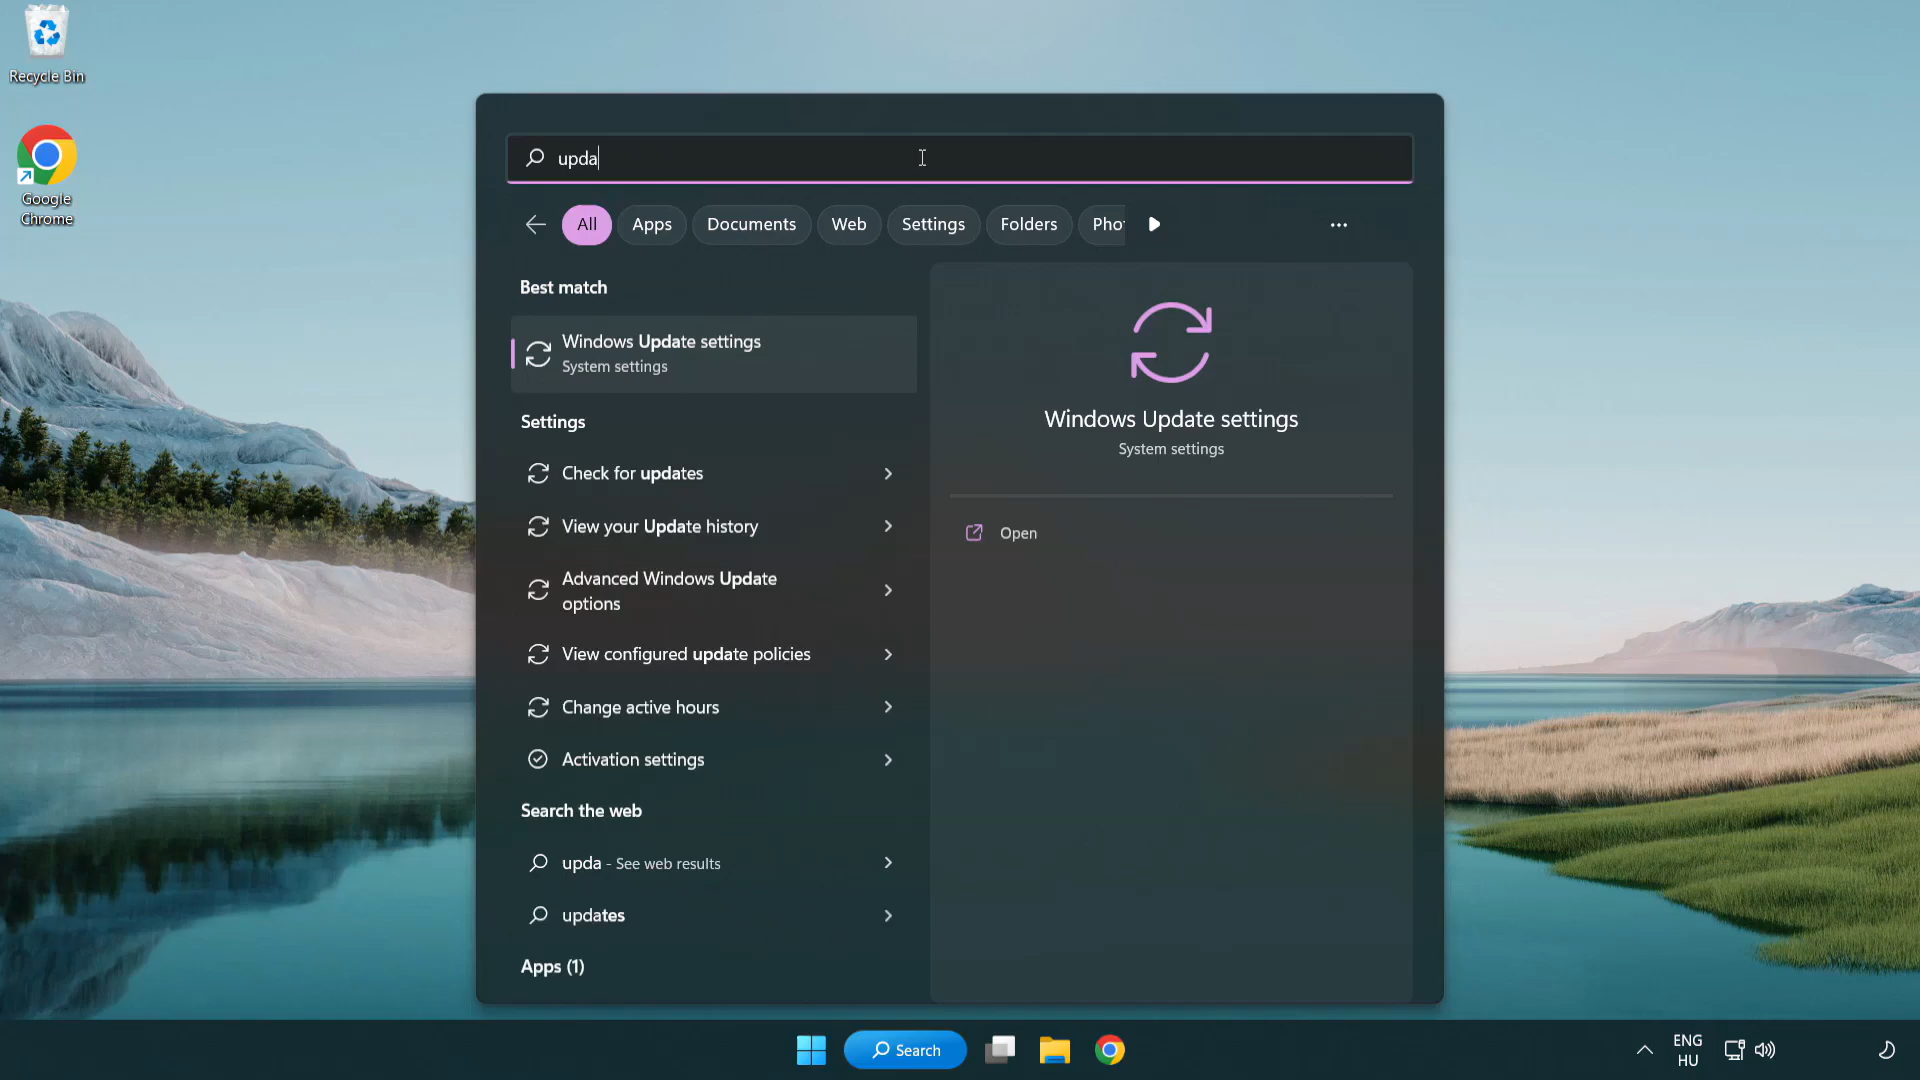 Recycle Bin
Google
Chrome
upda
All
Apps
Documents
Web
Settings
Folders
Pho
Best match
Windows Update settings
System settings
Settings
Check for updates
View your Update history
Advanced Windows Update
options
View configured update policies
Change active hours
Activation settings
Search the web
upda - See web results
updates
Apps (1)
Windows Update settings
System settings
Open
Search
ENG
HU